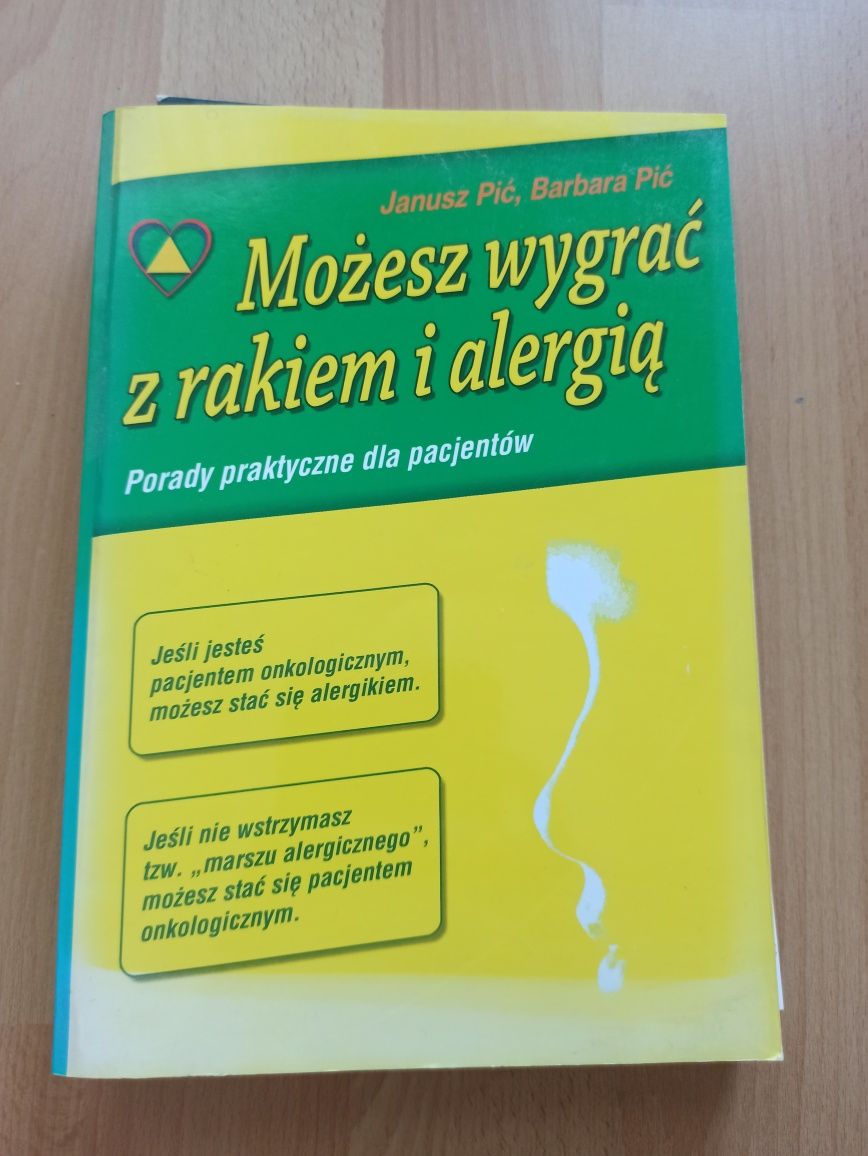 Janusz Pić, Barbara Pić
Możesz wygrać
z rakiem i alergią
Porady praktyczne dla pacjentów
Jeśli jesteś
pacjentem onkologicznym,
możesz stać się alergikiem.
Jeśli nie wstrzymasz
tzw. „marszu alergicznego”,
możesz stać się pacjentem
onkologicznym.